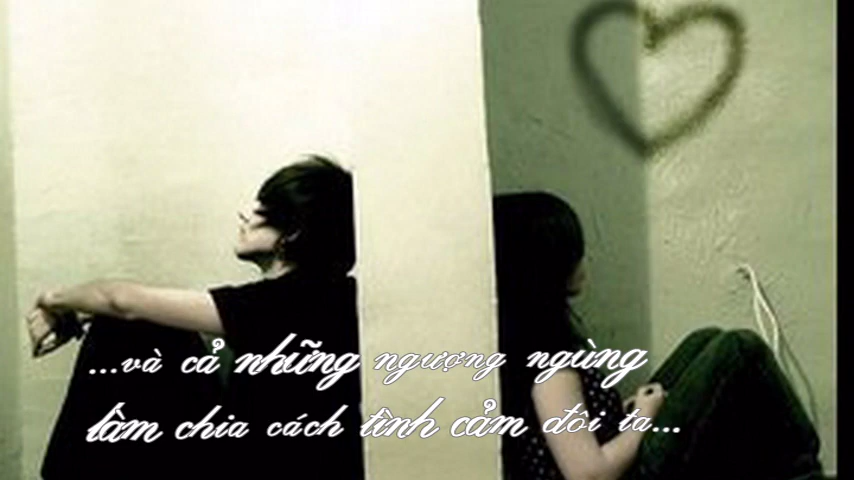 ...và cả những ngượng ngùng
làm chia cách tình cảm đôi ta...